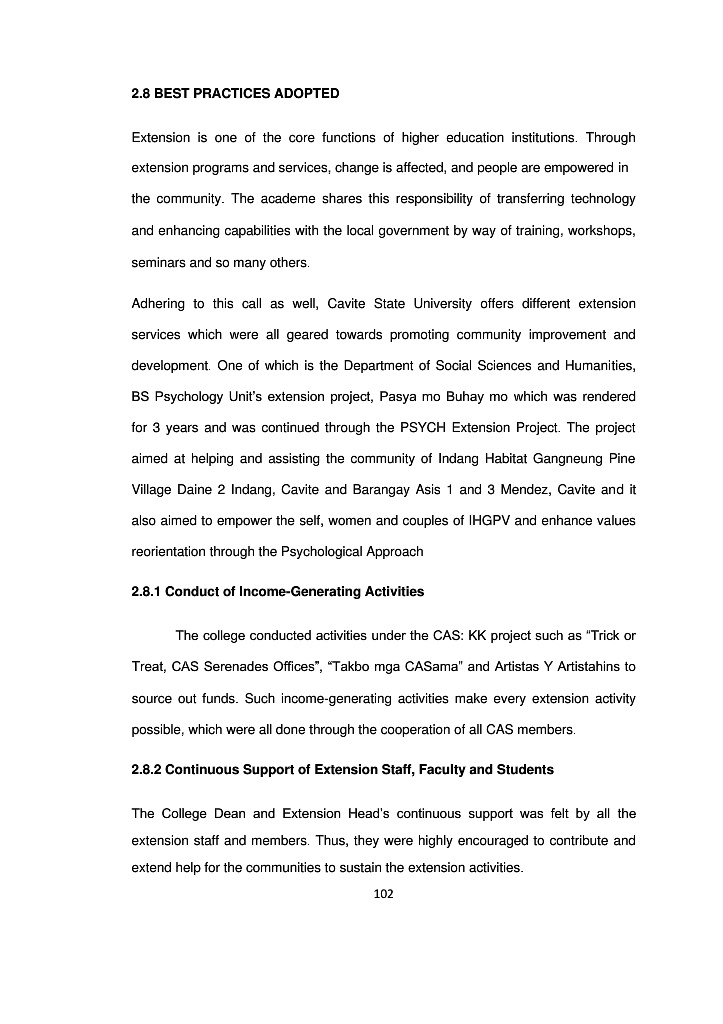 2.8 BEST PRACTICES ADOPTED
Extension is one of the core functions of higher education institutions. Through
extension programs and services, change is affected, and people are empowered in
the community. The academe shares this responsibility of transferring technology
and enhancing capabilities with the local government by way of training, workshops,
seminars and so many others.
Adhering to this call as well, Cavite State University offers different extension
services which were all geared towards promoting community improvement and
development. One of which is the Department of Social Sciences and Humanities,
BS Psychology Unit’s extension project, Pasya mo Buhay mo which was rendered
for 3 years and was continued through the PSYCH Extension Project. The project
aimed at helping and assisting the community of Indang Habitat Gangneung Pine
Village Daine 2 Indang, Cavite and Barangay Asis 1 and 3 Mendez, Cavite and it
also aimed to empower the self, women and couples of IHGPV and enhance values
reorientation through the Psychological Approach
2.8.1 Conduct of Income-Generating Activities
The college conducted activities under the CAS: KK project such as “Trick or
Treat, CAS Serenades Offices”, “Takbo mga CASama” and Artistas Y Artistahins to
source out funds. Such income-generating activities make every extension activity
possible, which were all done through the cooperation of all CAS members.
2.8.2 Continuous Support of Extension Staff, Faculty and Students
The College Dean and Extension Head’s continuous support was felt by all the
extension staff and members. Thus, they were highly encouraged to contribute and
extend help for the communities to sustain the extension activities.
102